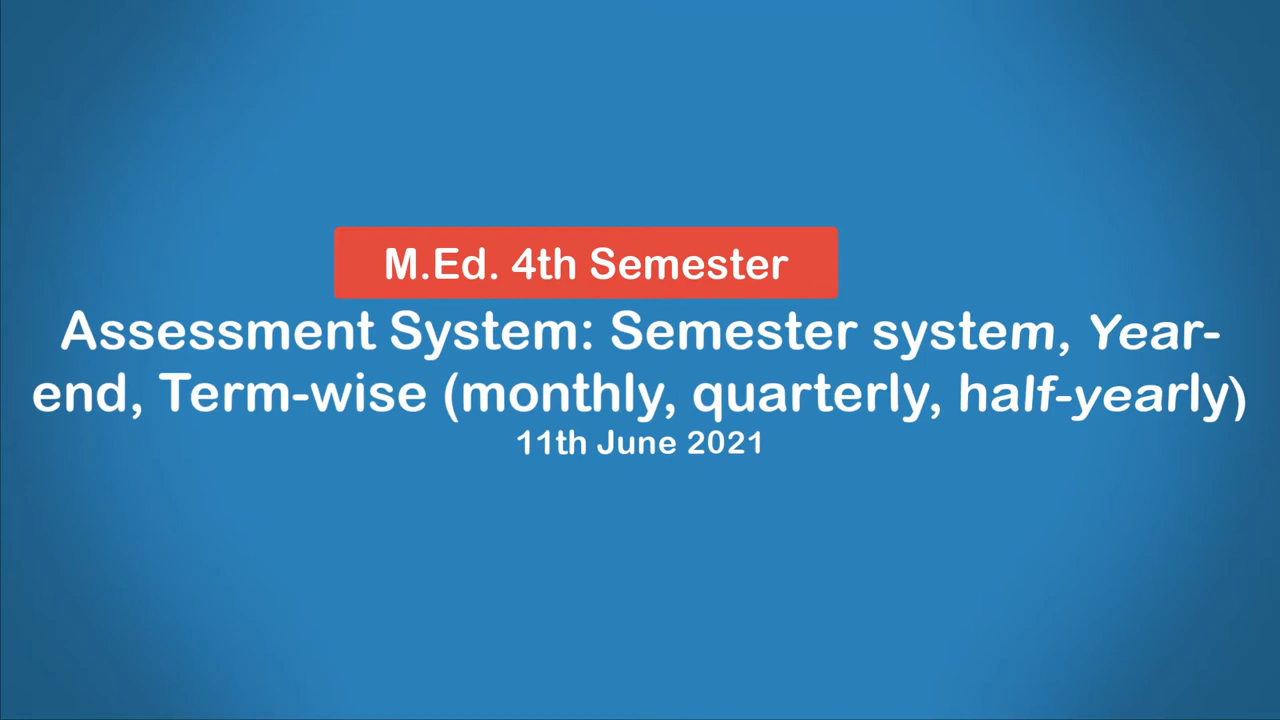 M.Ed. 4th Semester
Assessment System: Semester system, Year-
end, Term-wise (monthly, quarterly, half-yearly)
11th June 2021